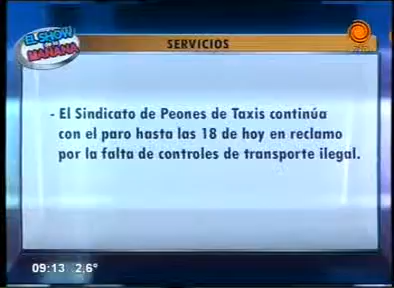 EL SHOW
de la
MAÑANA
SERVICIOS
- El Sindicato de Peones de Taxis continúa
con el paro hasta las 18 de hoy en reclamo
por la falta de controles de transporte ilegal.
09:13 2,6°